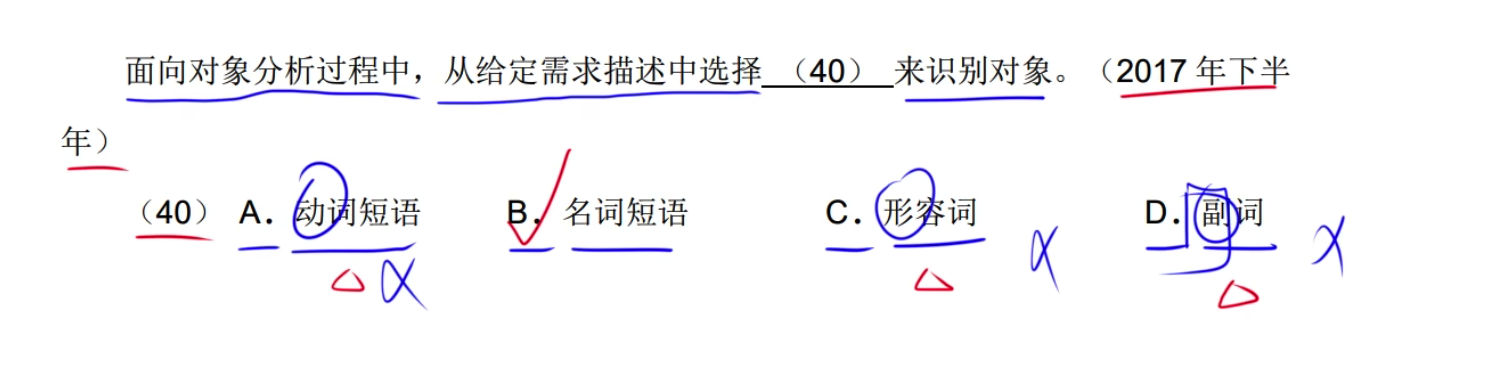 面向对象分析过程中，从给定需求描述中选择（40）来识别对象。（2017 年下半
年）
（40）A．动词短语 B．名词短语 C．形容词 D．副词